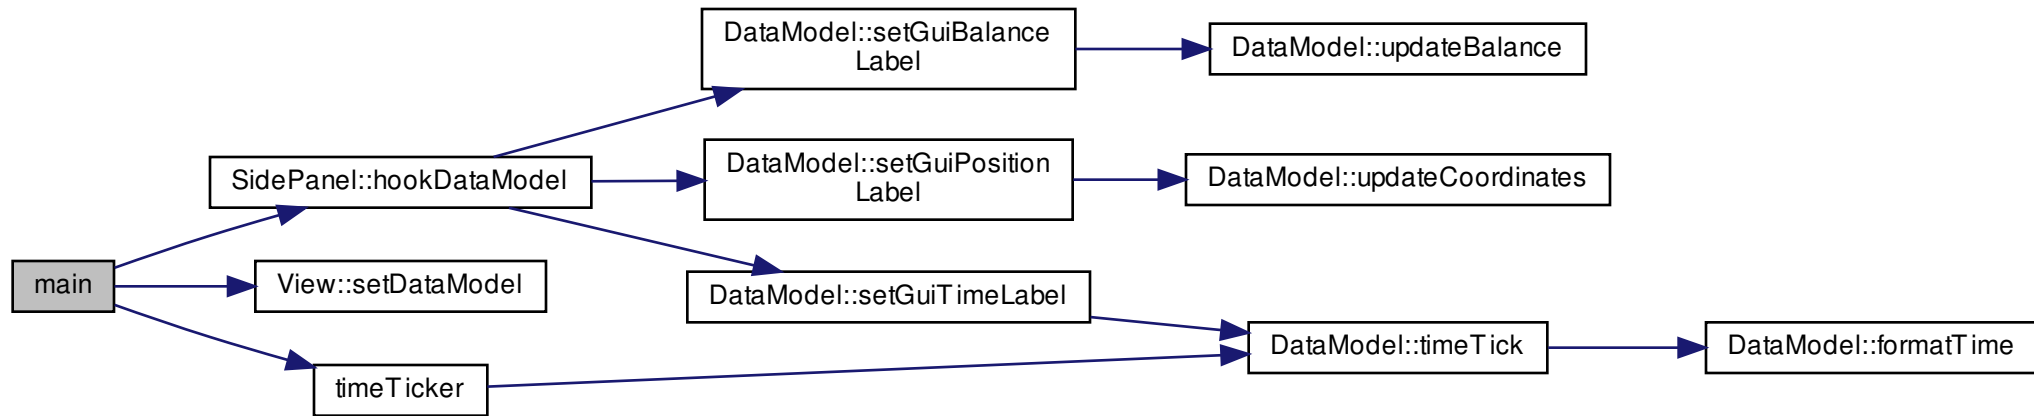 DataModel::setGuiBalance
Label
DataModel::updateBalance
SidePanel::hookDataModel
DataModel::setGuiPosition
Label
DataModel::updateCoordinates
main
View::setDataModel
DataModel::setGuiTimeLabel
DataModel::timeTick
DataModel::formatTime
timeTicker